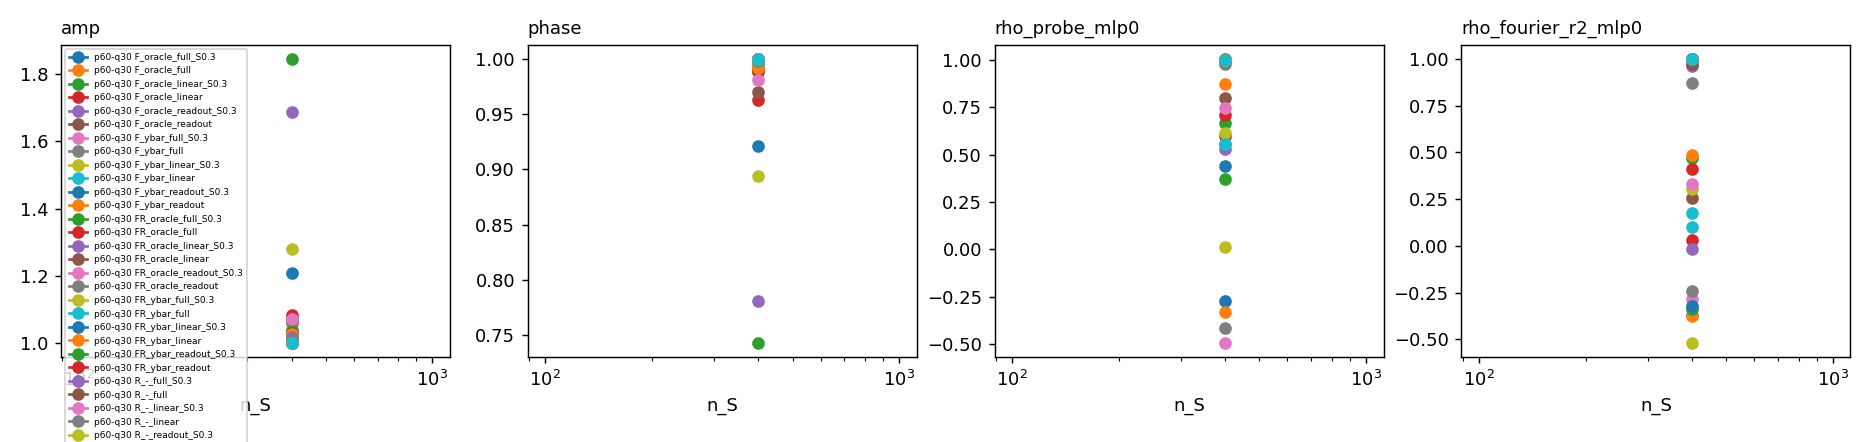 amp
1.8
1.6
1.4
1.2
1.0
p60-q30 F_oracle_full_S0.3
p60-q30 F_oracle_full
p60-q30 F_oracle_linear_S0.3
p60-q30 F_oracle_linear
p60-q30 F_oracle_readout_S0.3
p60-q30 F_oracle_readout
p60-q30 F_ybar_full_S0.3
p60-q30 F_ybar_full
p60-q30 F_ybar_linear_S0.3
p60-q30 F_ybar_linear
p60-q30 F_ybar_readout_S0.3
p60-q30 F_ybar_readout
p60-q30 FR_oracle_full_S0.3
p60-q30 FR_oracle_full
p60-q30 FR_oracle_linear_S0.3
p60-q30 FR_oracle_linear
p60-q30 FR_oracle_readout_S0.3
p60-q30 FR_oracle_readout
p60-q30 FR_ybar_full_S0.3
p60-q30 FR_ybar_full
p60-q30 FR_ybar_linear_S0.3
p60-q30 FR_ybar_linear
p60-q30 FR_ybar_readout_S0.3
p60-q30 FR_ybar_readout
p60-q30 R_-_full_S0.3
p60-q30 R_-_full
p60-q30 R_-_linear_S0.3
p60-q30 R_-_linear
p60-q30 R_-_readout_S0.3
10³
n_S
phase
1.00
0.95
0.90
0.85
0.80
0.75
10² 10³
n_S
rho_probe_mlp0
1.00
0.75
0.50
0.25
0.00
−0.25
−0.50
10² 10³
n_S
rho_fourier_r2_mlp0
1.00
0.75
0.50
0.25
0.00
−0.25
−0.50
10² 10³
n_S